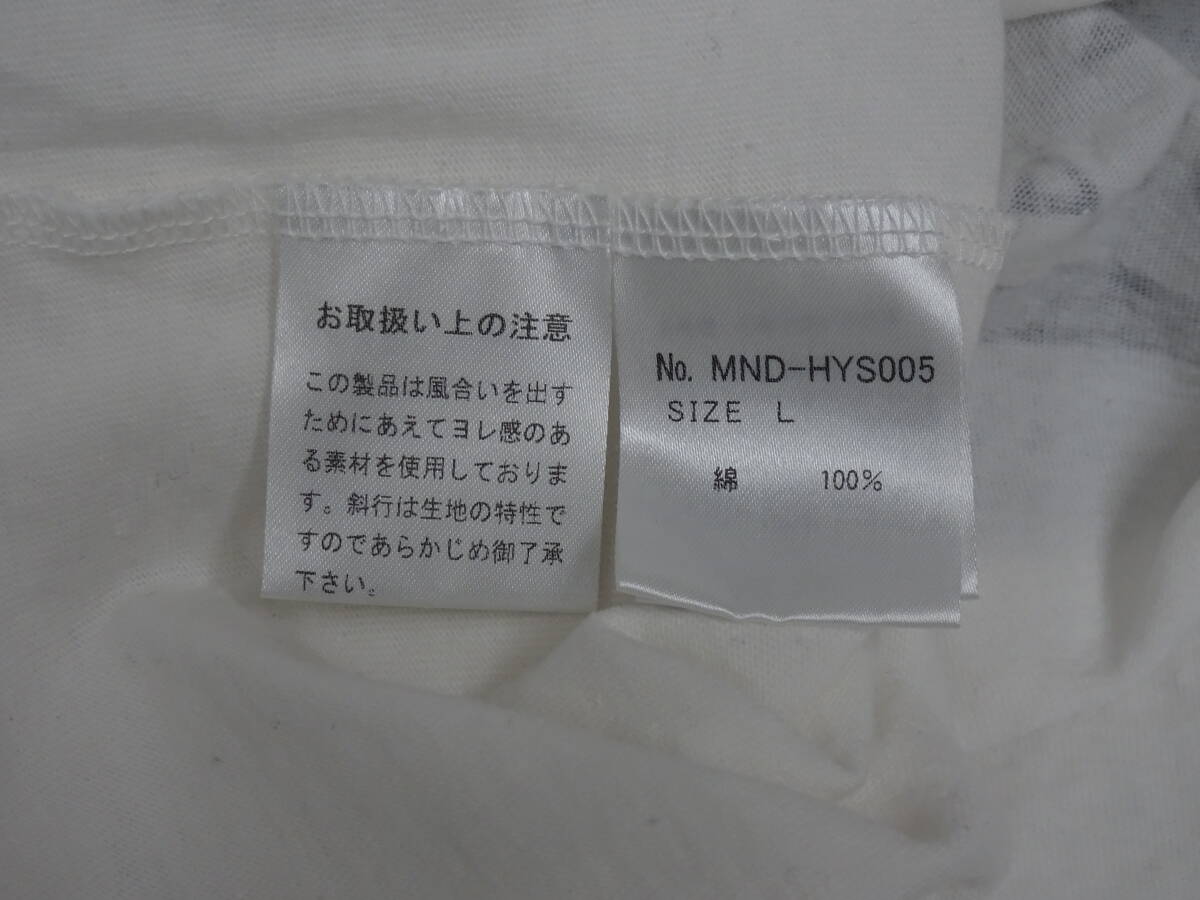 お取扱い上の注意
この製品は風合いを出す
ためにあえてヨレ感のあ
る素材を使用しておりま
す。斜行は生地の特性で
すのであらかじめ御了承
下さい。
No. MND-HYS005
SIZE L
綿 100%